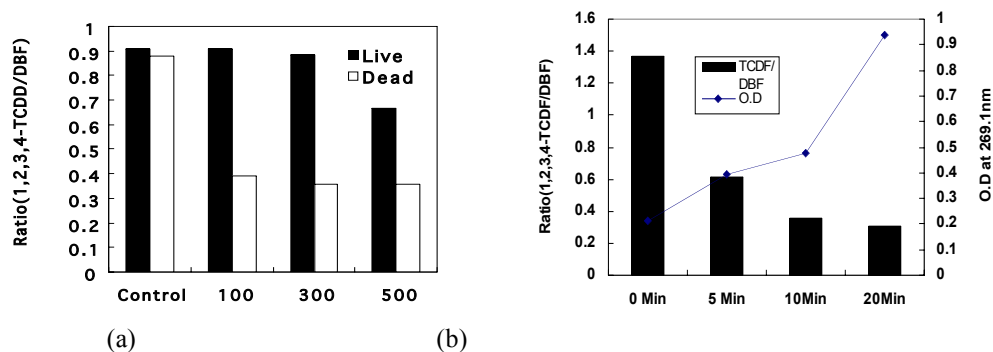 Ratio(1,2,3,4-TCDD/DBF)
1
0.9
0.8
0.7
0.6
0.5
0.4
0.3
0.2
0.1
0
Live
Dead
Control 100 300 500
(a)
Ratio(1,2,3,4-TCDF/DBF)
1.6
1.4
1.2
1
0.8
0.6
0.4
0.2
0
TCDF/
DBF
O.D
1
0.9
0.8
0.7
0.6
0.5
0.4
0.3
0.2
0.1
0
O.D at 269.1nm
0 Min 5 Min 10Min 20Min
(b)